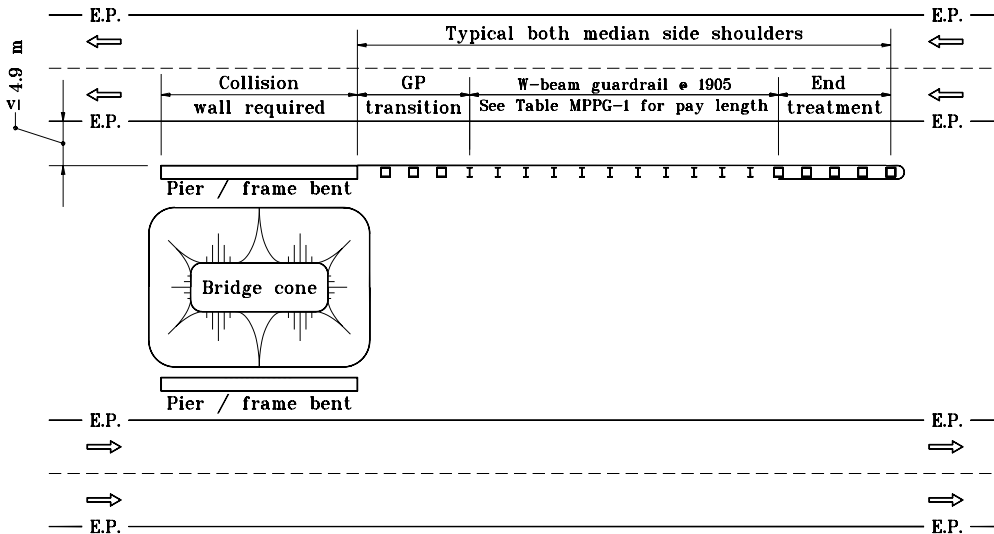 E.P.
E.P.
Typical both median side shoulders
<=4.9 m
Collision
wall required
GP
transition
W-beam guardrail @ 1905
See Table MPPG-1 for pay length
End
treatment
E.P.
E.P.
Pier / frame bent
Bridge cone
Pier / frame bent
E.P.
E.P.
E.P.
E.P.